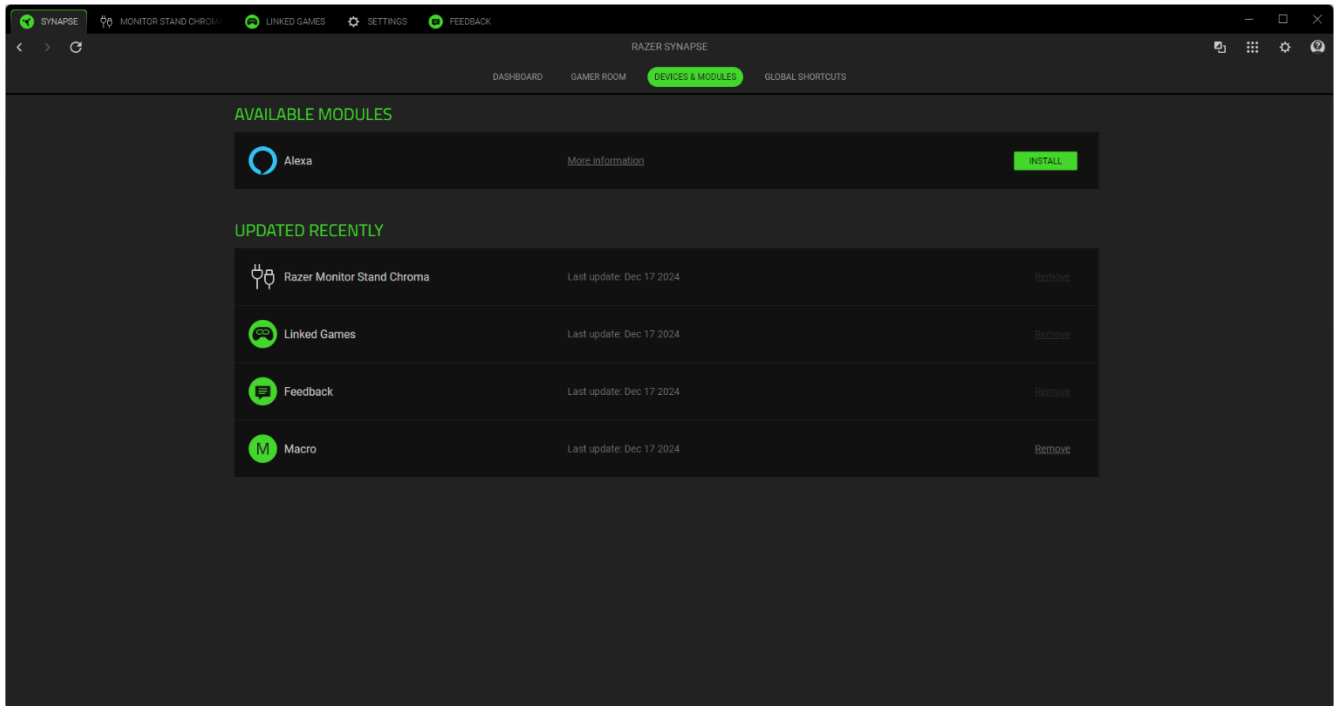 SYNAPSE MONITOR STAND CHROMA LINKED GAMES SETTINGS FEEDBACK
RAZER SYNAPSE
DASHBOARD GAMER ROOM DEVICES & MODULES GLOBAL SHORTCUTS
AVAILABLE MODULES
Alexa More information INSTALL
UPDATED RECENTLY
Razer Monitor Stand Chroma Last update: Dec 17 2024 Remove
Linked Games Last update: Dec 17 2024 Remove
Feedback Last update: Dec 17 2024 Remove
M Macro Last update: Dec 17 2024 Remove